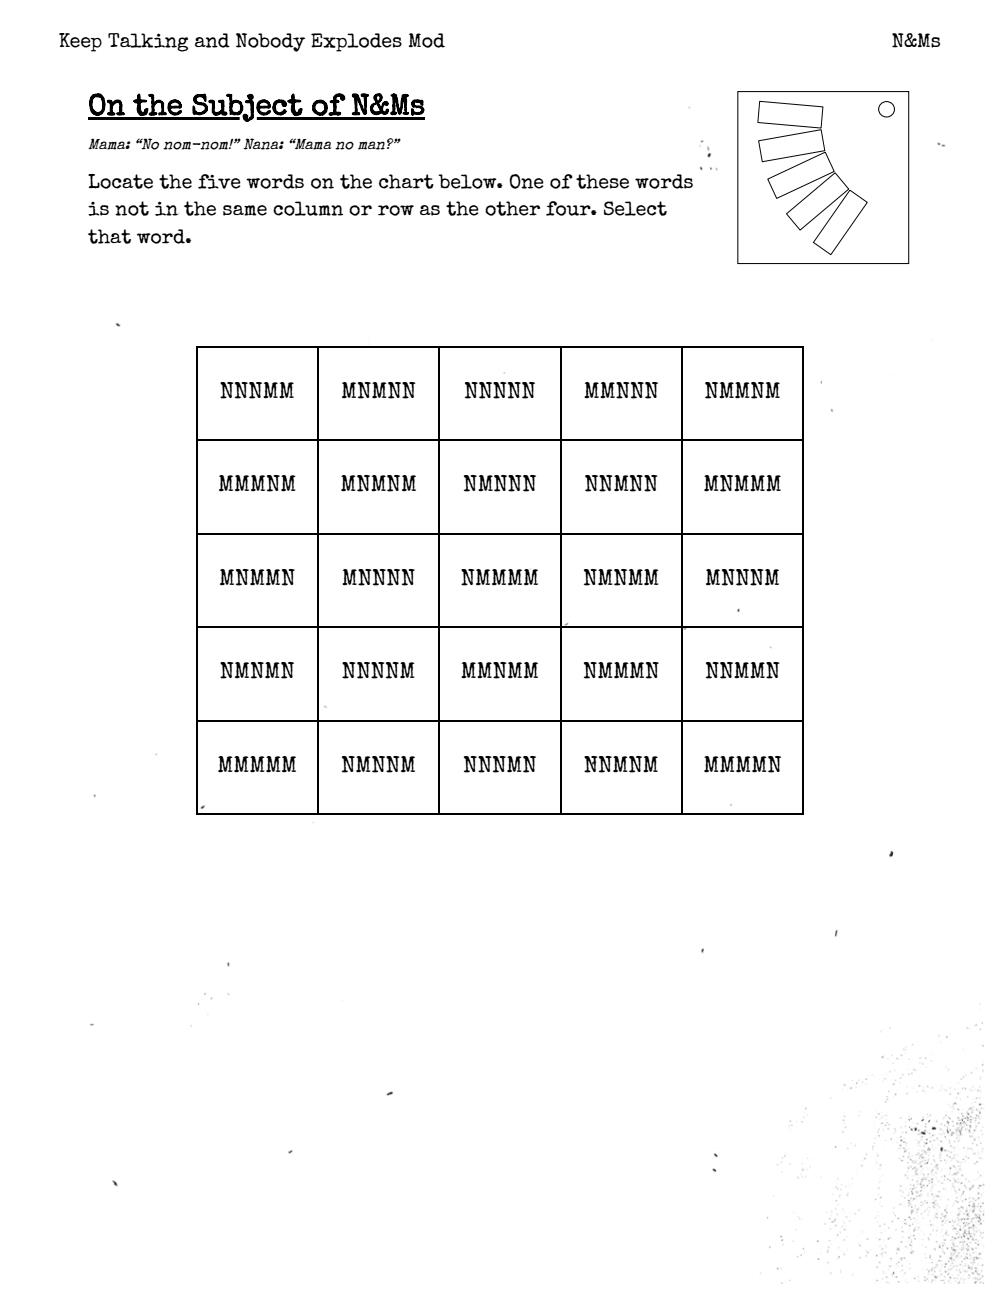 Keep Talking and Nobody Explodes Mod N&Ms
On the Subject of N&Ms
Mama: “No nom-nom!” Nana: “Mama no man?”
Locate the five words on the chart below. One of these words
is not in the same column or row as the other four. Select
that word.
NNNMM MNMNN NNNNN MMNNN NMMNM
MMMNM MNMNM NMNNN NNMNN MNMMM
MNMMN MNNNN NMMMM NMNMM MNNNM
NMNMN NNNNM MMNMM NMMMN NNMMN
MMMMM NMNNM NNNMN NNMNM MMMMN